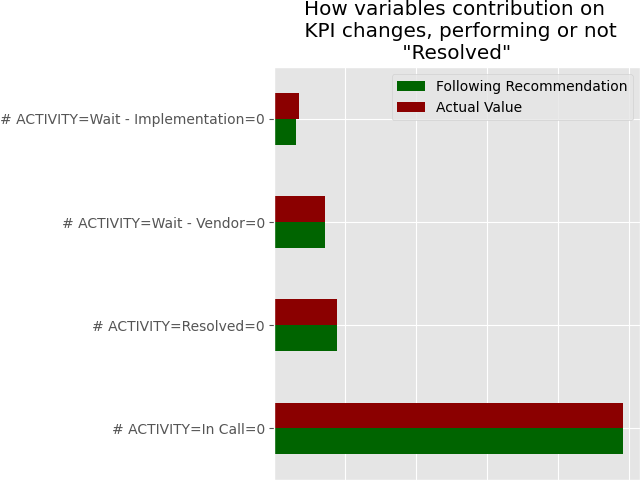 How variables contribution on
KPI changes, performing or not
"Resolved"
Following Recommendation
Actual Value
# ACTIVITY=Wait - Implementation=0
# ACTIVITY=Wait - Vendor=0
# ACTIVITY=Resolved=0
# ACTIVITY=In Call=0